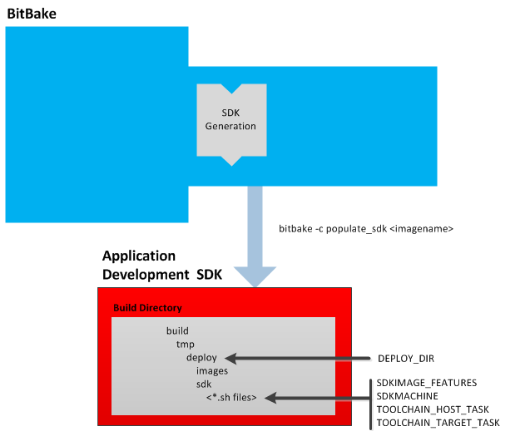 BitBake
SDK
Generation
bitbake -c populate_sdk <imagename>
Application
Development SDK
Build Directory
build
tmp
deploy
images
sdk
<*.sh files>
DEPLOY_DIR
SDKIMAGE_FEATURES
SDKMACHINE
TOOLCHAIN_HOST_TASK
TOOLCHAIN_TARGET_TASK